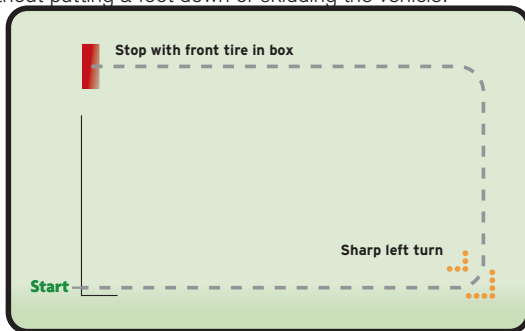 without putting a foot down or skidding the vehicle.
Stop with front tire in box
Sharp left turn
Start